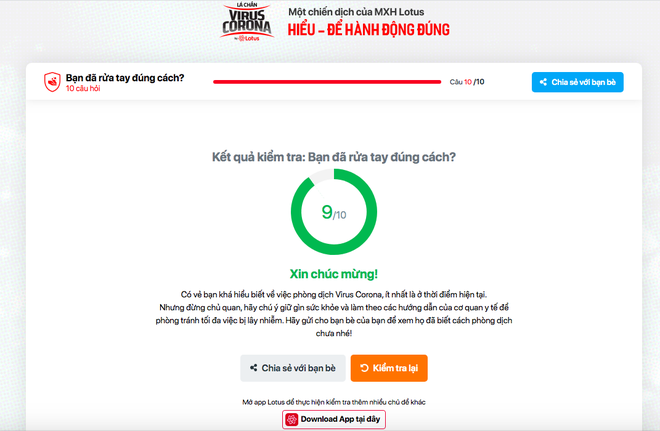 LÁ CHẮN
VIRUS
CORONA
by Lotus
Một chiến dịch của MXH Lotus
HIỂU - ĐỂ HÀNH ĐỘNG ĐÚNG
Bạn đã rửa tay đúng cách?
10 câu hỏi
Câu 10 /10
Chia sẻ với bạn bè
Kết quả kiểm tra: Bạn đã rửa tay đúng cách?
9/10
Xin chúc mừng!
Có vẻ bạn khá hiểu biết về việc phòng dịch Virus Corona, ít nhất là ở thời điểm hiện tại.
Nhưng đừng chủ quan, hãy chú ý giữ gìn sức khỏe và làm theo các hướng dẫn của cơ quan y tế để
phòng tránh tối đa việc bị lây nhiễm. Hãy gửi cho bạn bè của bạn để xem họ đã biết cách phòng dịch
chưa nhé!
Chia sẻ với bạn bè
Kiểm tra lại
Mở app Lotus để thực hiện kiểm tra thêm nhiều chủ đề khác
Download App tại đây